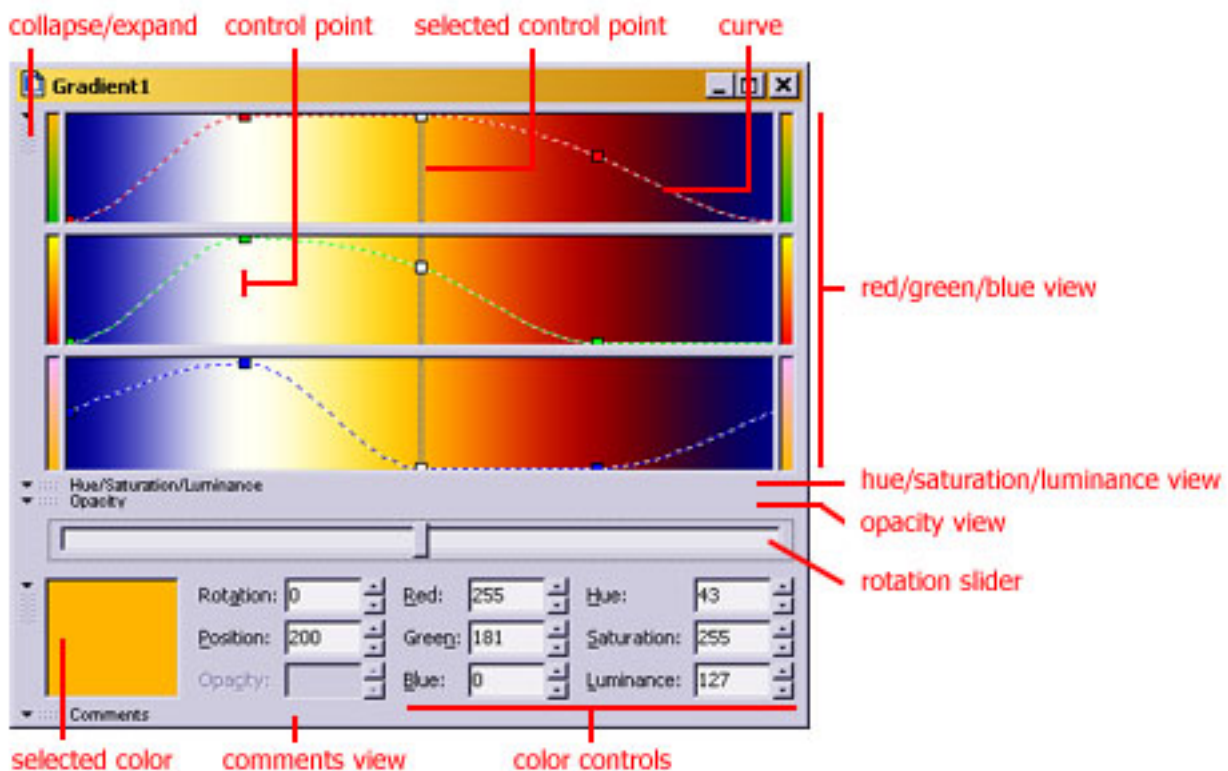 collapse/expand control point selected control point curve
Gradient1
red/green/blue view
Hue/Saturation/Luminance
hue/saturation/luminance view
Opacity
opacity view
rotation slider
Rotation: 0 Red: 255 Hue: 43
Position: 200 Green: 181 Saturation: 255
Opacity: Blue: 0 Luminance: 127
Comments
selected color comments view color controls